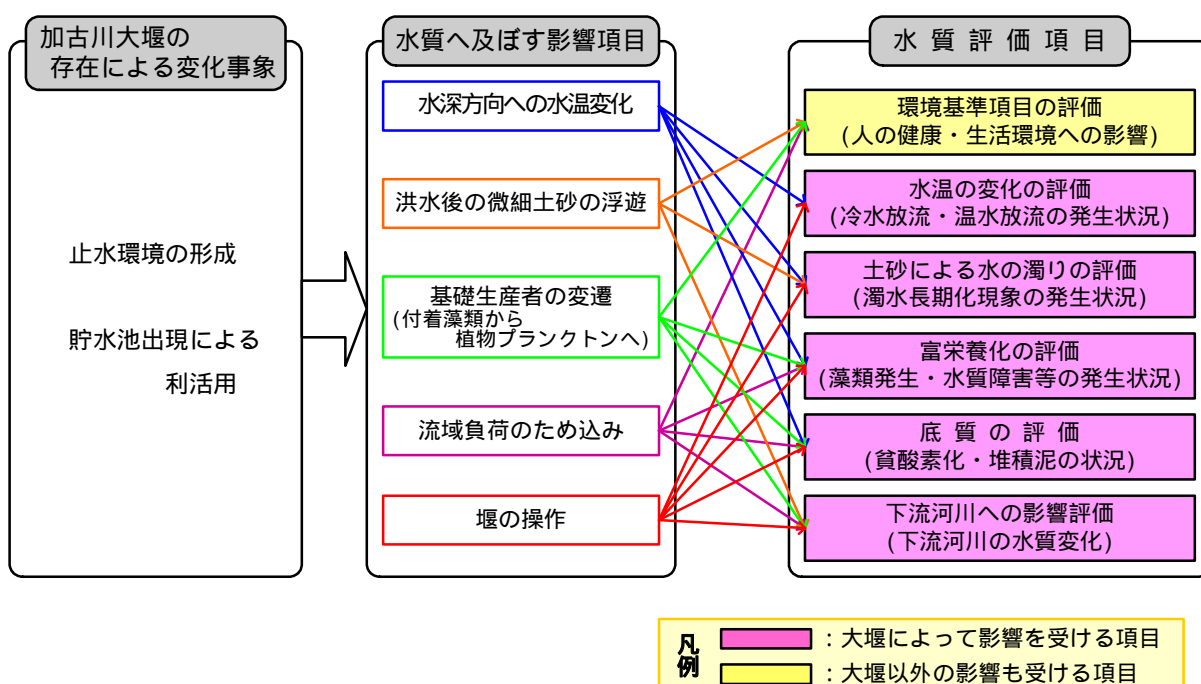 加古川大堰の
存在による変化事象
止水環境の形成
貯水池出現による
利活用
水質へ及ぼす影響項目
水深方向への水温変化
洪水後の微細土砂の浮遊
基礎生産者の変遷
(付着藻類から
植物プランクトンへ)
流域負荷のため込み
堰の操作
水質評価項目
環境基準項目の評価
(人の健康・生活環境への影響)
水温の変化の評価
(冷水放流・温水放流の発生状況)
土砂による水の濁りの評価
(濁水長期化現象の発生状況)
富栄養化の評価
(藻類発生・水質障害等の発生状況)
底質の評価
(貧酸素化・堆積泥の状況)
下流河川への影響評価
(下流河川の水質変化)
凡例
:大堰によって影響を受ける項目
:大堰以外の影響も受ける項目